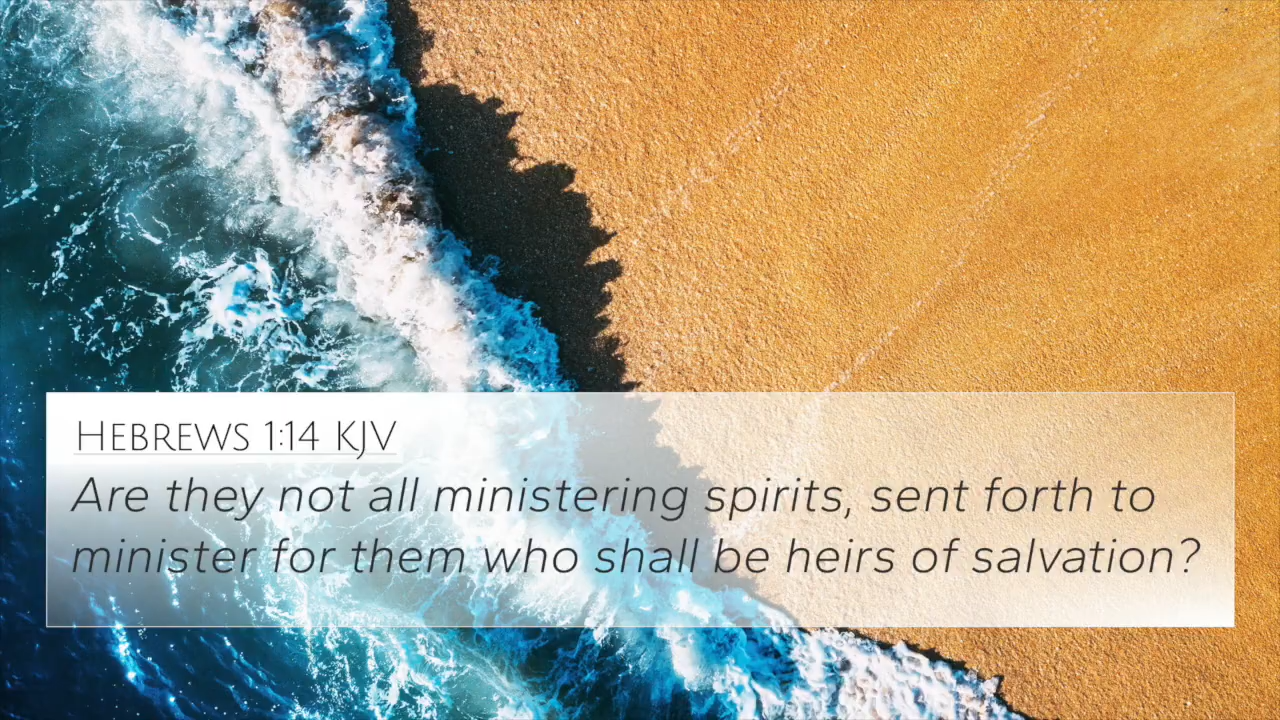 Hebrews 1:14 KJV
Are they not all ministering spirits, sent forth to
minister for them who shall be heirs of salvation?